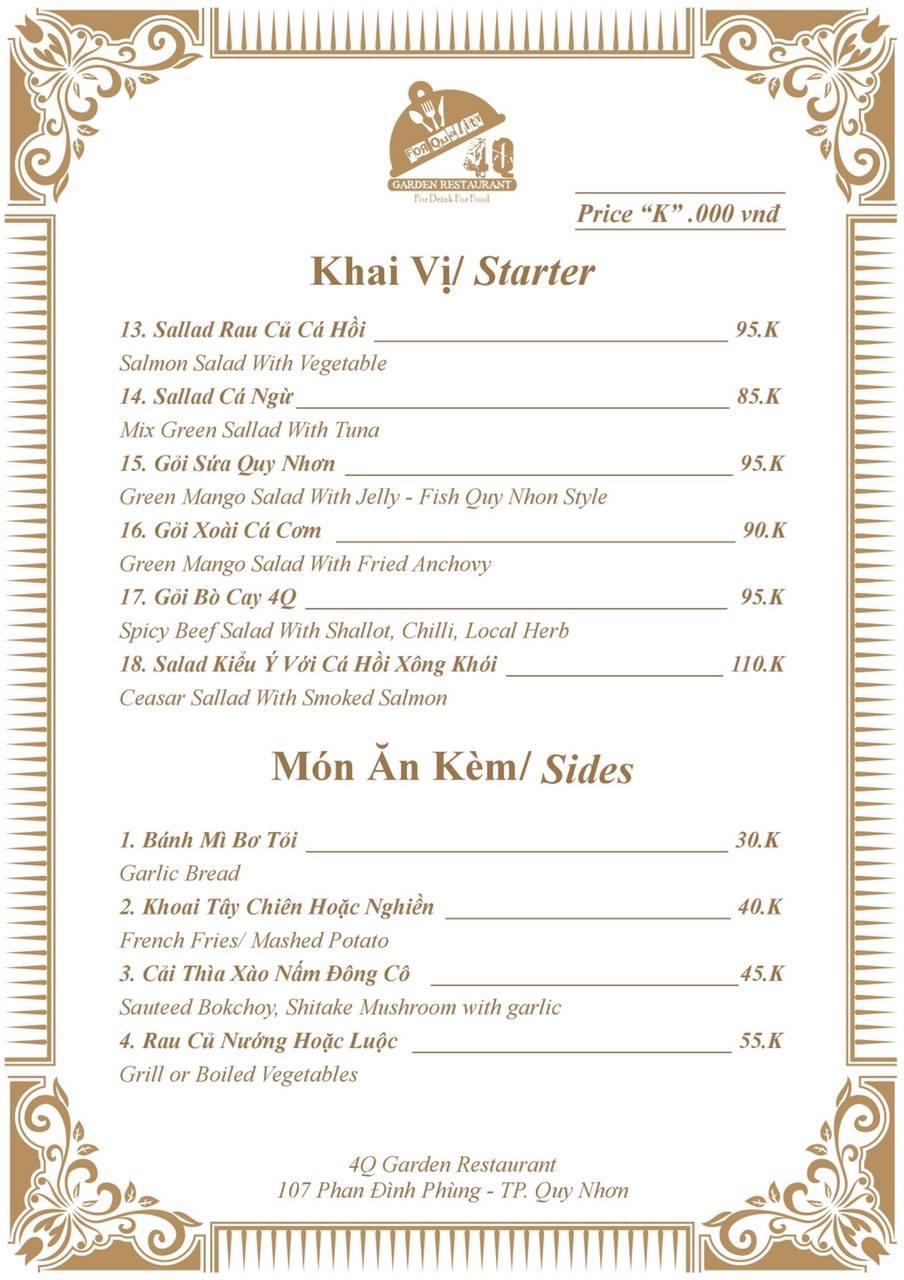 FOR QuaLity
4Q
GARDEN RESTAURANT
For Drink For Food
Price “K” .000 vnđ
Khai Vị/ Starter
13. Sallad Rau Củ Cá Hồi 95.K
Salmon Salad With Vegetable
14. Sallad Cá Ngừ 85.K
Mix Green Sallad With Tuna
15. Gỏi Sứa Quy Nhơn 95.K
Green Mango Salad With Jelly - Fish Quy Nhon Style
16. Gỏi Xoài Cá Cơm 90.K
Green Mango Salad With Fried Anchovy
17. Gỏi Bò Cay 4Q 95.K
Spicy Beef Salad With Shallot, Chilli, Local Herb
18. Salad Kiểu Ý Với Cá Hồi Xông Khói 110.K
Ceasar Sallad With Smoked Salmon
Món Ăn Kèm/ Sides
1. Bánh Mì Bơ Tỏi 30.K
Garlic Bread
2. Khoai Tây Chiên Hoặc Nghiền 40.K
French Fries/ Mashed Potato
3. Cải Thìa Xào Nấm Đông Cô 45.K
Sauteed Bokchoy, Shitake Mushroom with garlic
4. Rau Củ Nướng Hoặc Luộc 55.K
Grill or Boiled Vegetables
4Q Garden Restaurant
107 Phan Đình Phùng - TP. Quy Nhơn